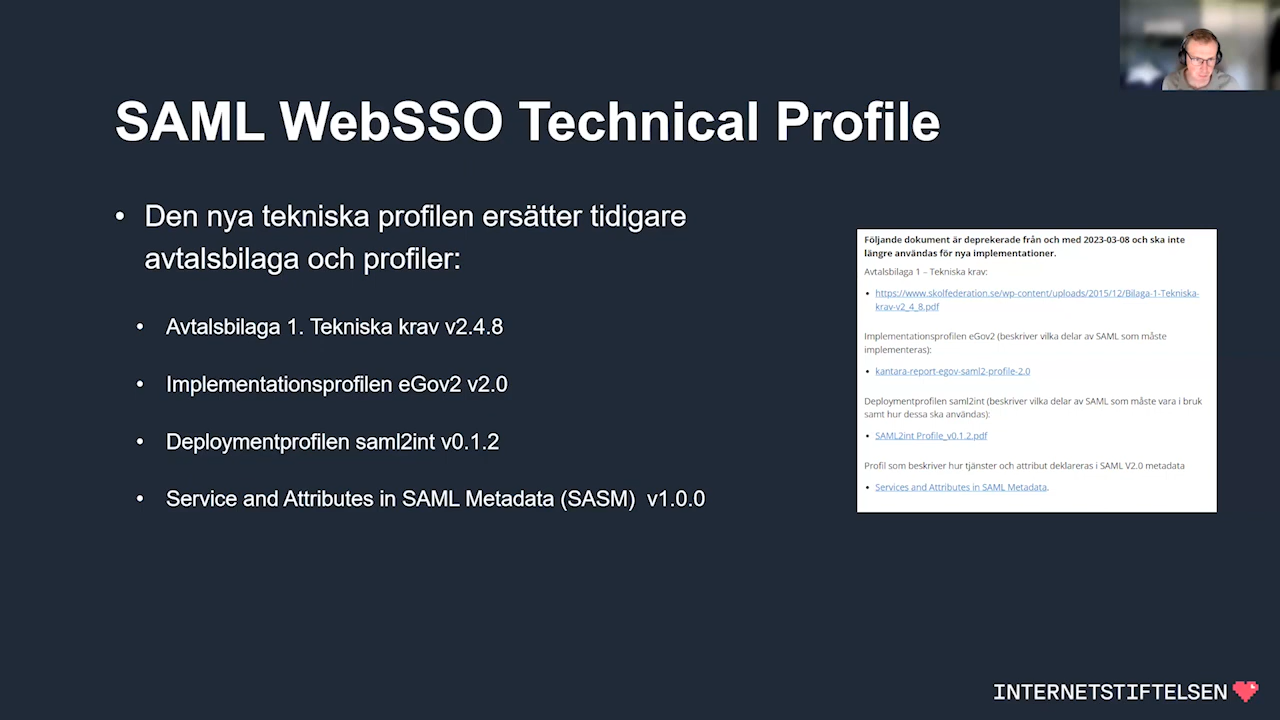 SAML WebSSO Technical Profile
• Den nya tekniska profilen ersätter tidigare
avtalsbilaga och profiler:
• Avtalsbilaga 1. Tekniska krav v2.4.8
• Implementationsprofilen eGov2 v2.0
• Deploymentprofilen saml2int v0.1.2
• Service and Attributes in SAML Metadata (SASM) v1.0.0
Följande dokument är deprekerade från och med 2023-03-08 och ska inte
längre användas för nya implementationer.
Avtalsbilaga 1 – Tekniska krav:
• https://www.skolfederation.se/wp-content/uploads/2015/12/Bilaga-1-Tekniska-
krav-v2_4_8.pdf
Implementationsprofilen eGov2 (beskriver vilka delar av SAML som måste
implementeras):
• kantara-report-egov-saml2-profile-2.0
Deploymentprofilen saml2int (beskriver vilka delar av SAML som måste vara i bruk
samt hur dessa ska användas):
• SAML2int Profile_v0.1.2.pdf
Profil som beskriver hur tjänster och attribut deklareras i SAML V2.0 metadata
• Services and Attributes in SAML Metadata.
INTERNETSTIFTELSEN